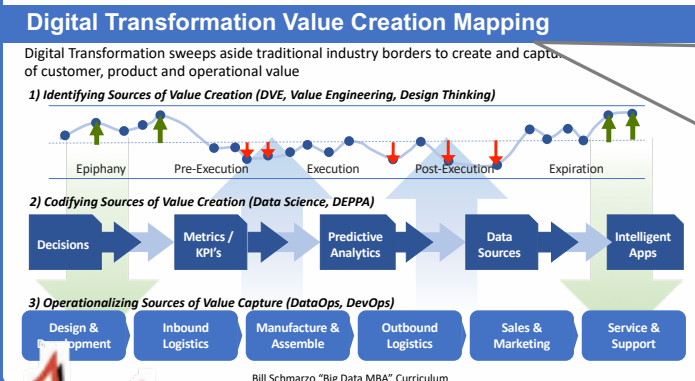 Digital Transformation Value Creation Mapping
Digital Transformation sweeps aside traditional industry borders to create and
of customer, product and operational value
1) Identifying Sources of Value Creation (DVE, Value Engineering, Design Thinking)
Epiphany Pre-Execution Execution Post-Execution Expiration
2) Codifying Sources of Value Creation (Data Science, DEPPA)
Decisions
Metrics /
KPI's
Predictive
Analytics
Data
Sources
Intelligent
Apps
3) Operationalizing Sources of Value Capture (DataOps, DevOps)
Design &
Inbound
Logistics
Manufacture &
Assemble
Outbound
Logistics
Sales &
Marketing
Service &
Support
Bill Schmarzo "Big Data MBA" Curriculum